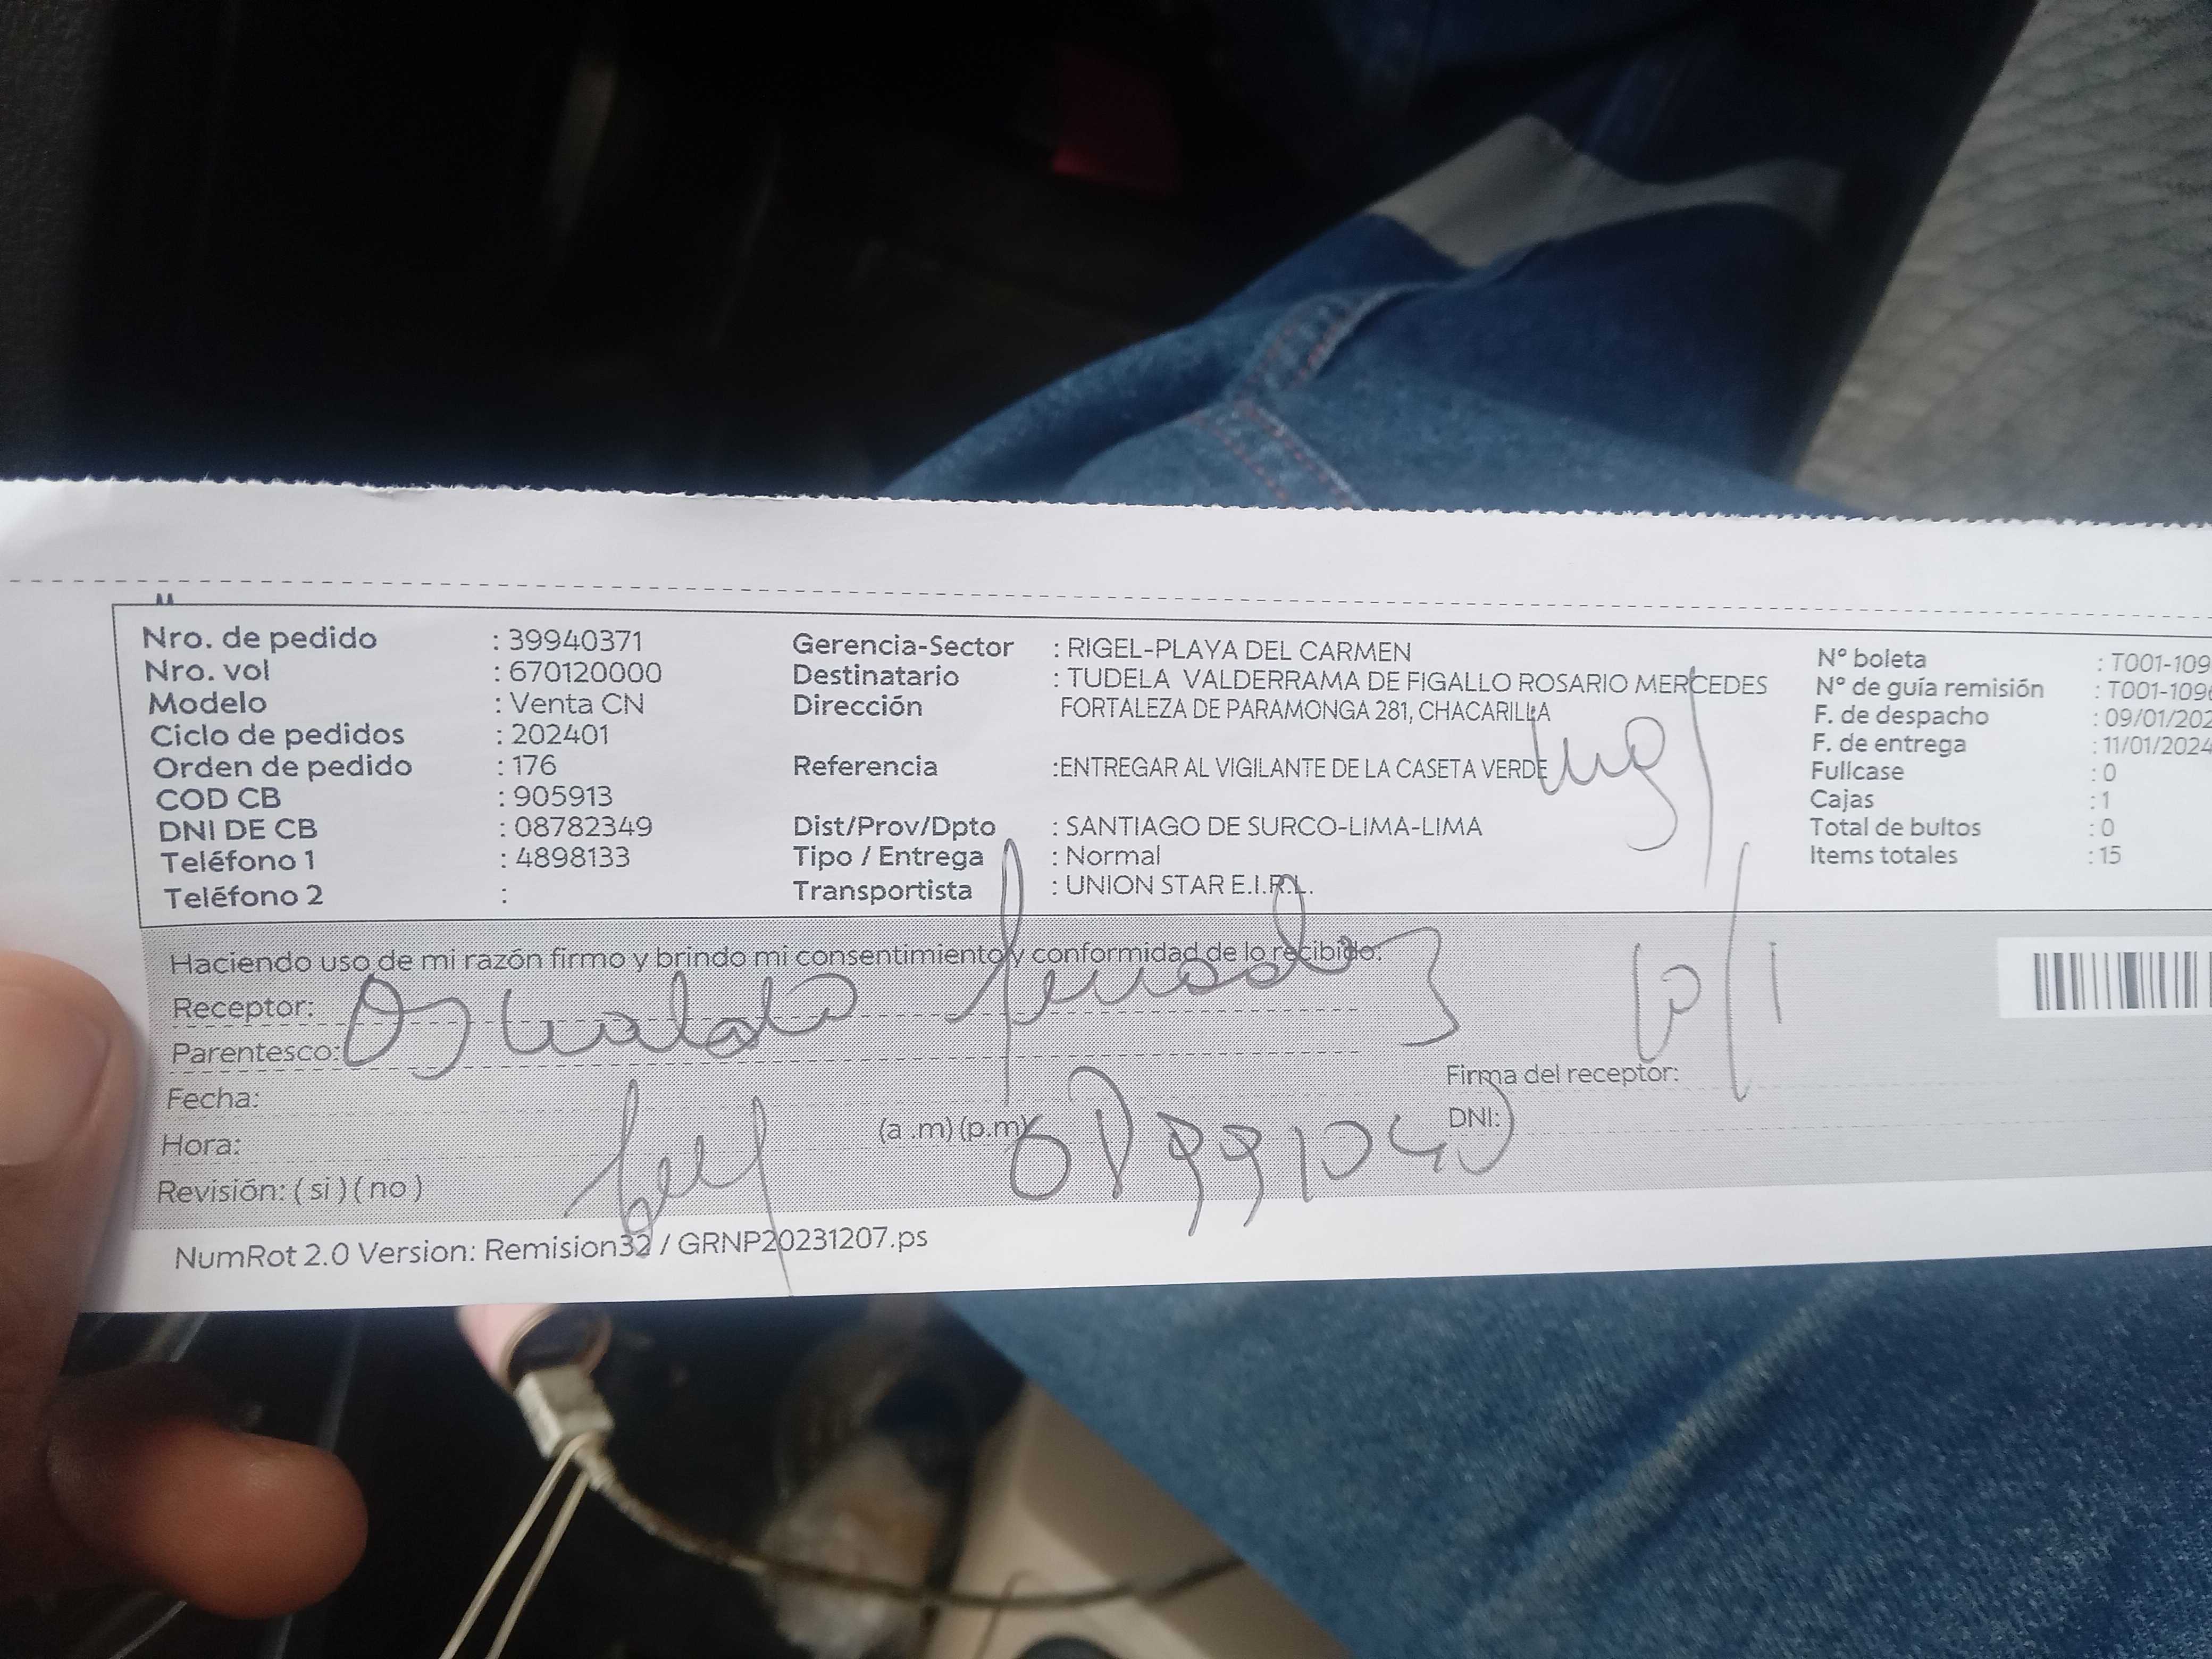 Nro. de pedido : 39940371
Nro. vol : 670120000
Modelo : Venta CN
Ciclo de pedidos : 202401
Orden de pedido : 176
COD CB : 905913
DNI DE CB : 08782349
Teléfono 1 : 4898133
Teléfono 2 :
Gerencia-Sector : RIGEL-PLAYA DEL CARMEN
Destinatario : TUDELA VALDERRAMA DE FIGALLO ROSARIO MERCEDES
Dirección FORTALEZA DE PARAMONGA 281, CHACARILLA
Referencia :ENTREGAR AL VIGILANTE DE LA CASETA VERDE
Dist/Prov/Dpto : SANTIAGO DE SURCO-LIMA-LIMA
Tipo / Entrega : Normal
Transportista : UNION STAR E.I.R.L.
N° boleta : T001-109
N° de guía remisión : T001-109
F. de despacho : 09/01/202
F. de entrega : 11/01/2024
Fullcase : 0
Cajas : 1
Total de bultos : 0
Items totales : 15
Haciendo uso de mi razón firmo y brindo mi consentimiento y conformidad de lo recibido.
Receptor: Oswaldo
Parentesco:
Fecha:
Hora: (a .m) (p.m)
Revisión: ( si ) ( no )
Firma del receptor:
DNI:
NumRot 2.0 Version: Remision32 / GRNP20231207.ps